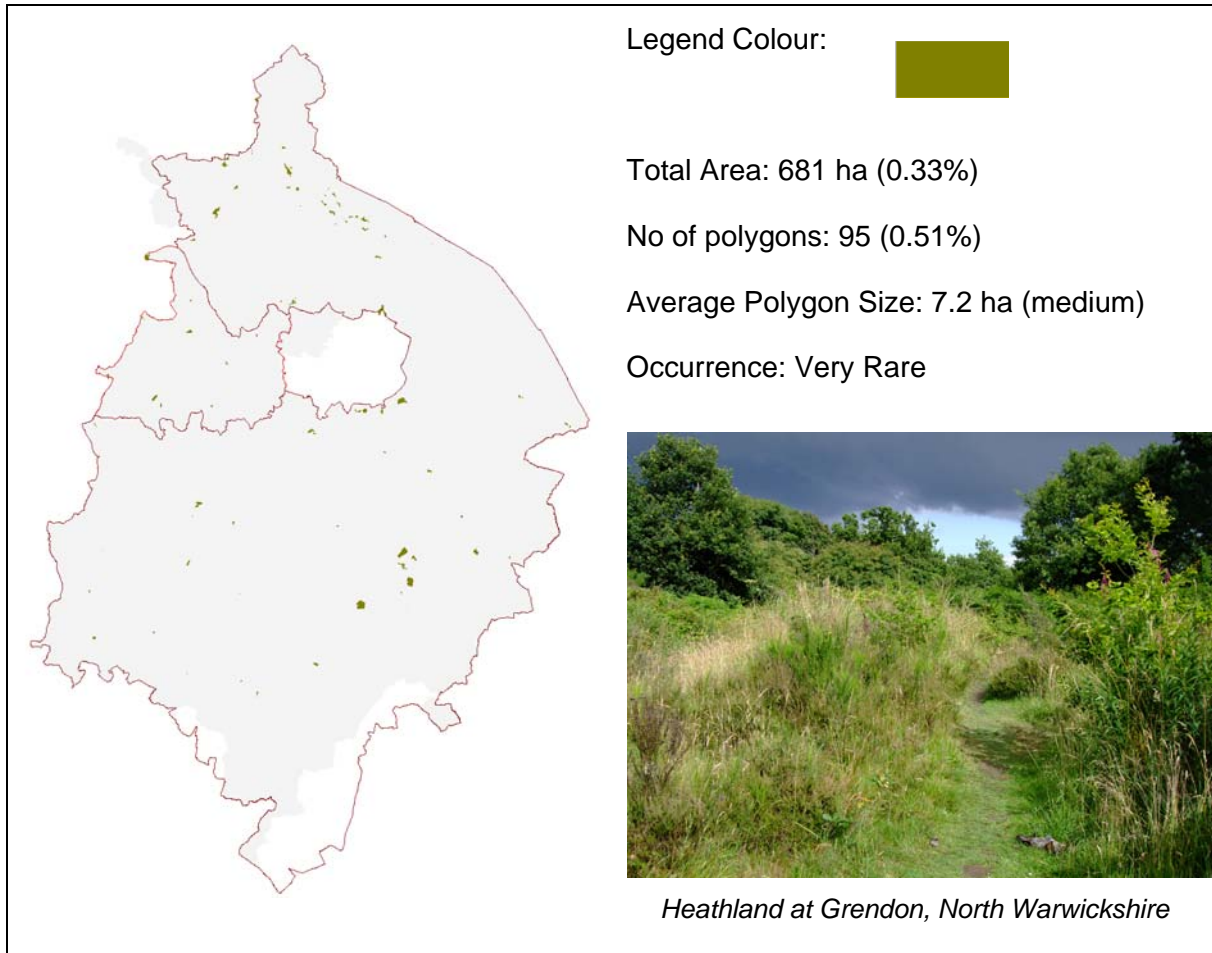 Legend Colour:
Total Area: 681 ha (0.33%)
No of polygons: 95 (0.51%)
Average Polygon Size: 7.2 ha (medium)
Occurrence: Very Rare
Heathland at Grendon, North Warwickshire